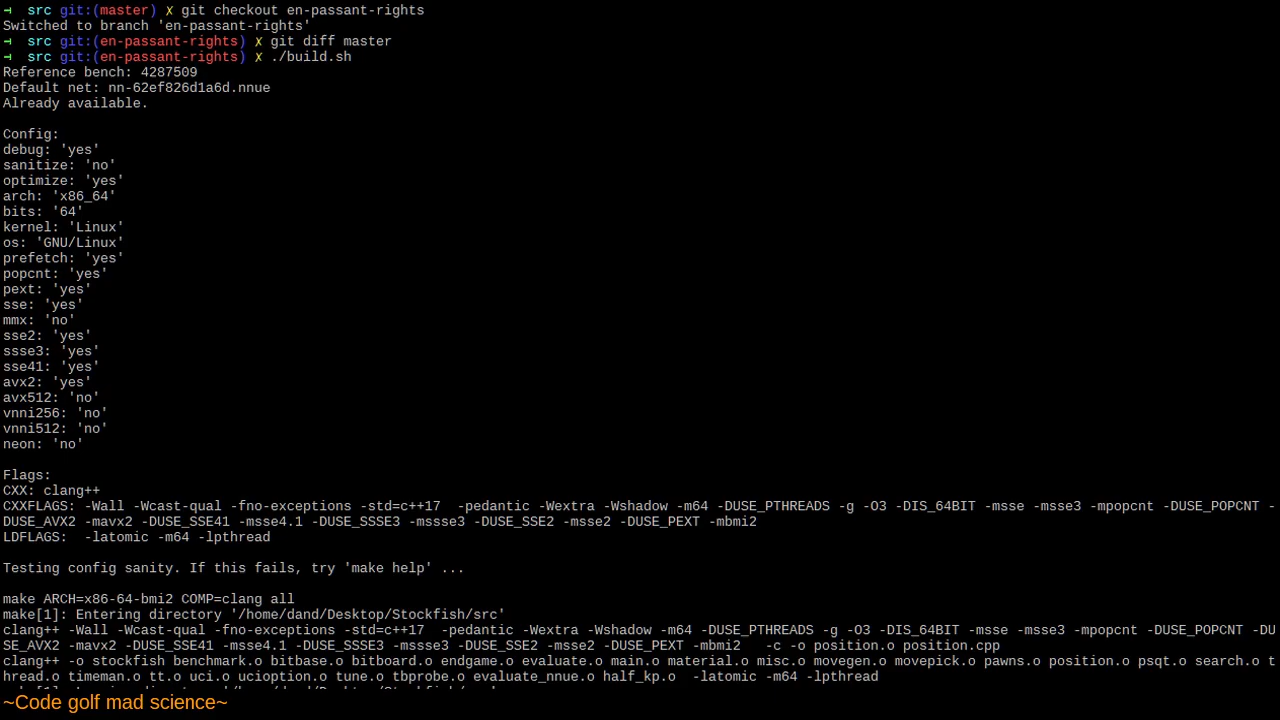 → src git:(master) ✗ git checkout en-passant-rights
Switched to branch 'en-passant-rights'
→ src git:(en-passant-rights) ✗ git diff master
→ src git:(en-passant-rights) ✗ ./build.sh
Reference bench: 4287509
Default net: nn-62ef826d1a6d.nnue
Already available.
Config:
debug: 'yes'
sanitize: 'no'
optimize: 'yes'
arch: 'x86_64'
bits: '64'
kernel: 'Linux'
os: 'GNU/Linux'
prefetch: 'yes'
popcnt: 'yes'
pext: 'yes'
sse: 'yes'
mmx: 'no'
sse2: 'yes'
ssse3: 'yes'
sse41: 'yes'
avx2: 'yes'
avx512: 'no'
vnni256: 'no'
vnni512: 'no'
neon: 'no'
Flags:
CXX: clang++
CXXFLAGS: -Wall -Wcast-qual -fno-exceptions -std=c++17  -pedantic -Wextra -Wshadow -m64 -DUSE_PTHREADS -g -O3 -DIS_64BIT -msse -msse3 -mpopcnt -DUSE_POPCNT -
DUSE_AVX2 -mavx2 -DUSE_SSE41 -msse4.1 -DUSE_SSSE3 -mssse3 -DUSE_SSE2 -msse2 -DUSE_PEXT -mbmi2
LDFLAGS:  -latomic -m64 -lpthread
Testing config sanity. If this fails, try 'make help' ...
make ARCH=x86-64-bmi2 COMP=clang all
make[1]: Entering directory '/home/dand/Desktop/Stockfish/src'
clang++ -Wall -Wcast-qual -fno-exceptions -std=c++17  -pedantic -Wextra -Wshadow -m64 -DUSE_PTHREADS -g -O3 -DIS_64BIT -msse -msse3 -mpopcnt -DUSE_POPCNT -DU
SE_AVX2 -mavx2 -DUSE_SSE41 -msse4.1 -DUSE_SSSE3 -mssse3 -DUSE_SSE2 -msse2 -DUSE_PEXT -mbmi2   -c -o position.o position.cpp
clang++ -o stockfish benchmark.o bitbase.o bitboard.o endgame.o evaluate.o main.o material.o misc.o movegen.o movepick.o pawns.o position.o psqt.o search.o t
hread.o timeman.o tt.o uci.o ucioption.o tune.o tbprobe.o evaluate_nnue.o half_kp.o  -latomic -m64 -lpthread
~Code golf mad science~